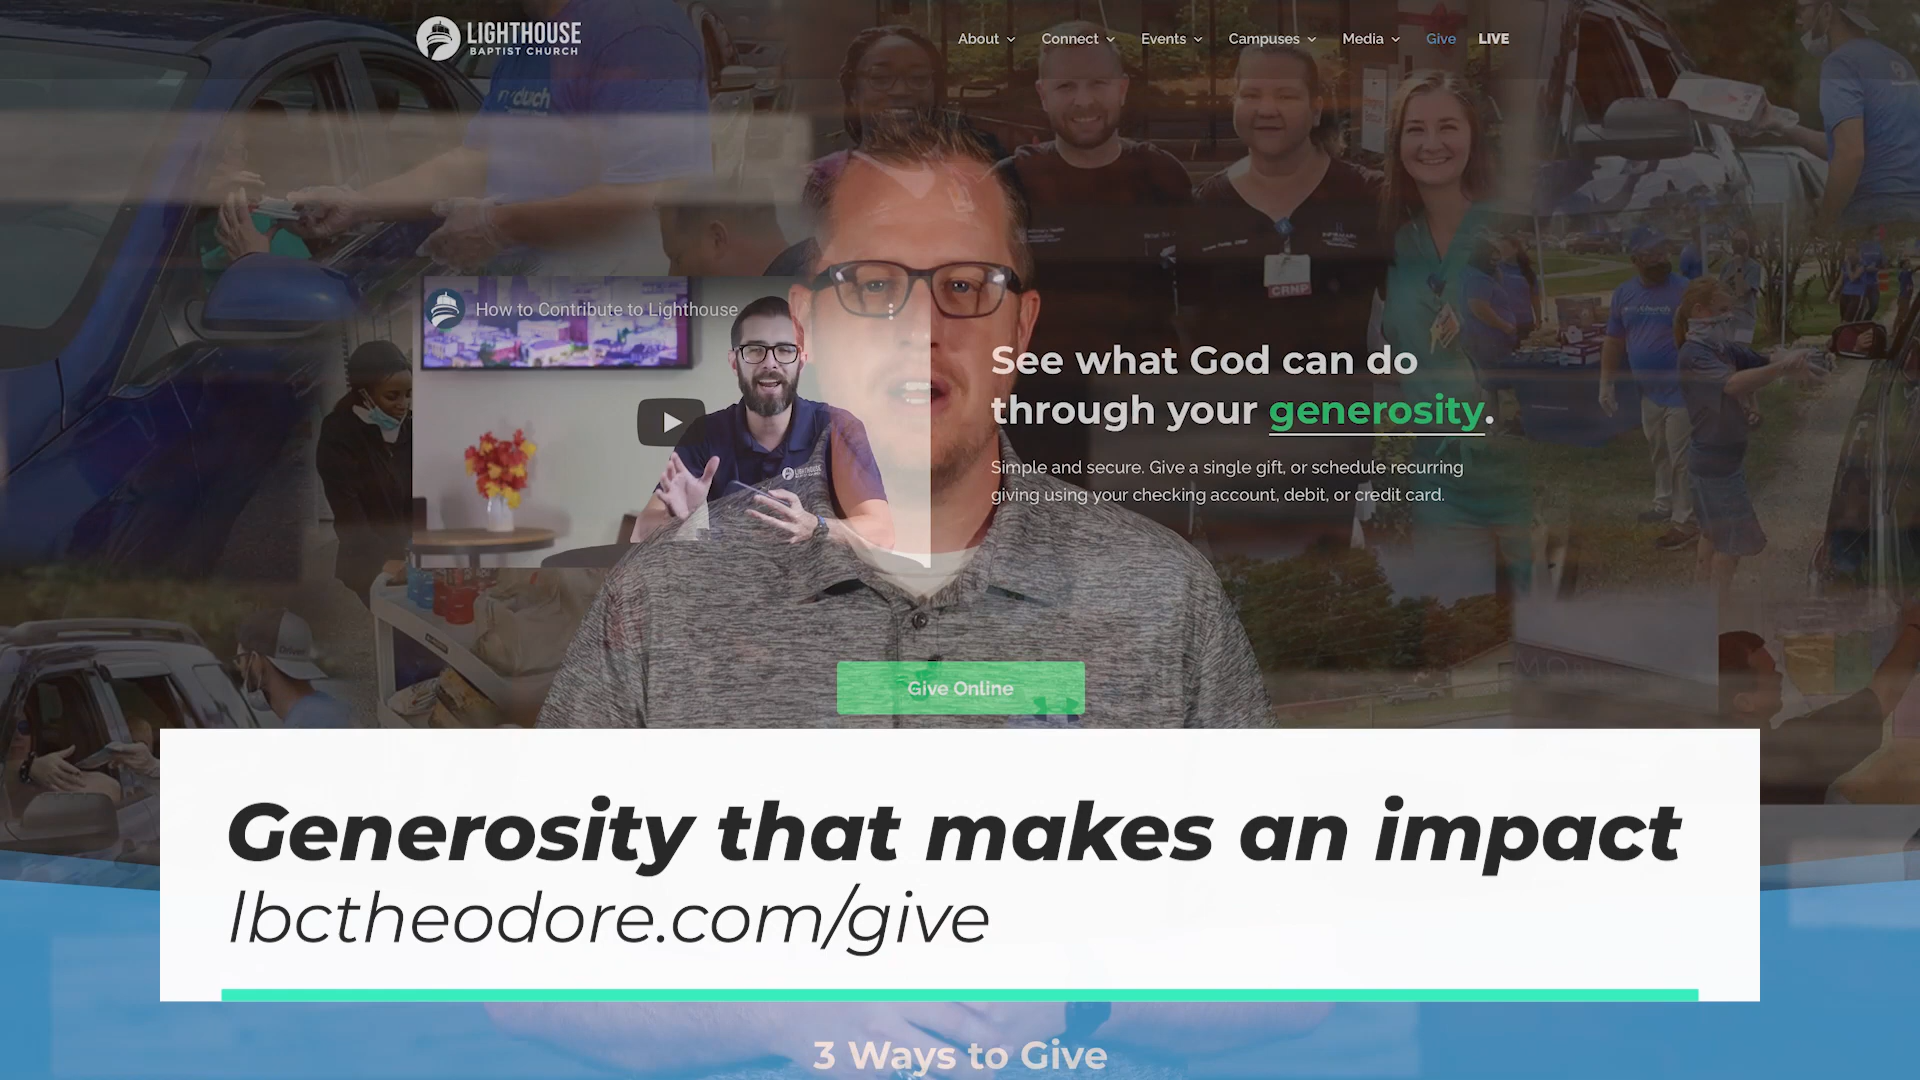 LIGHTHOUSE
BAPTIST CHURCH
About Connect Events Campuses Media Give LIVE
How to Contribute to Lighthouse
CRNP
See what God can do
through your generosity.
Simple and secure. Give a single gift, or schedule recurring
giving using your checking account, debit, or credit card.
LIGHTHOUSE
Give Online
Generosity that makes an impact
lbctheodore.com/give
3 Ways to Give